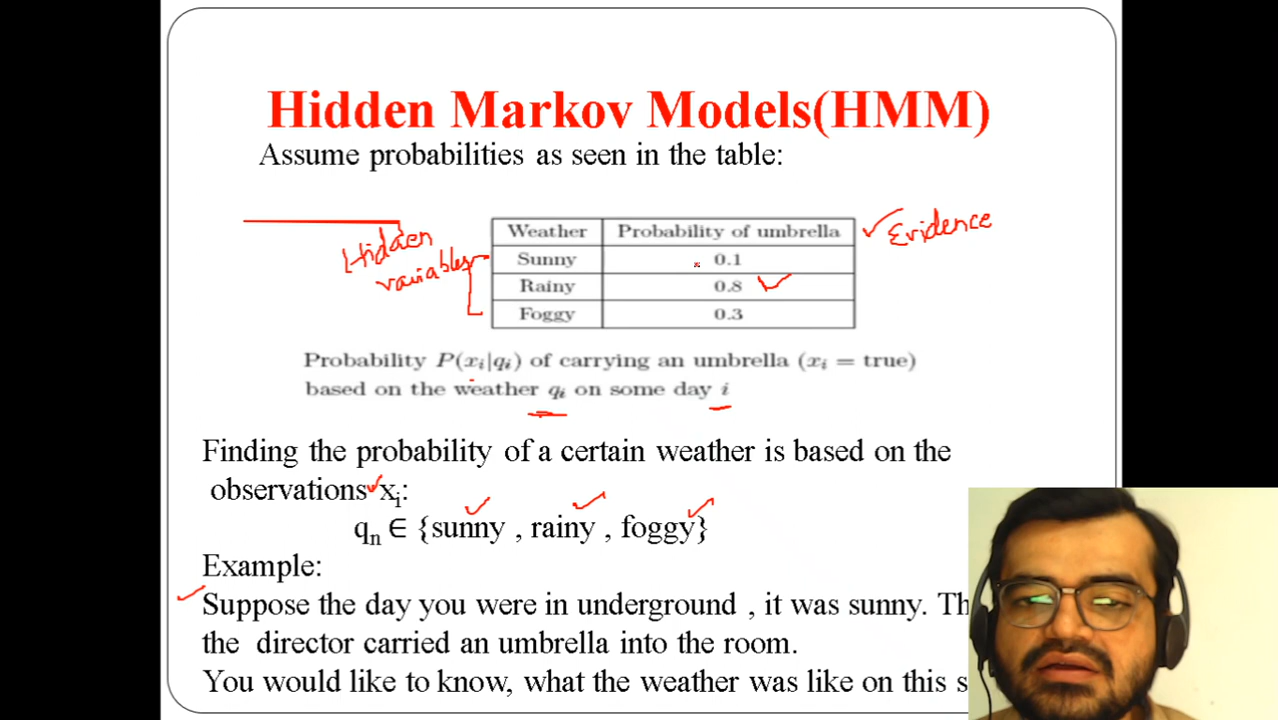 Hidden Markov Models(HMM)
Assume probabilities as seen in the table:
Hidden variables
Weather Probability of umbrella
Evidence
Sunny 0.1
Rainy 0.8
Foggy 0.3
Probability P(xᵢ|qᵢ) of carrying an umbrella (xᵢ = true)
based on the weather qᵢ on some day i
Finding the probability of a certain weather is based on the
observations xᵢ:
qₙ ∈ {sunny , rainy , foggy}
Example:
Suppose the day you were in underground , it was sunny.
the director carried an umbrella into the room.
You would like to know, what the weather was like on this